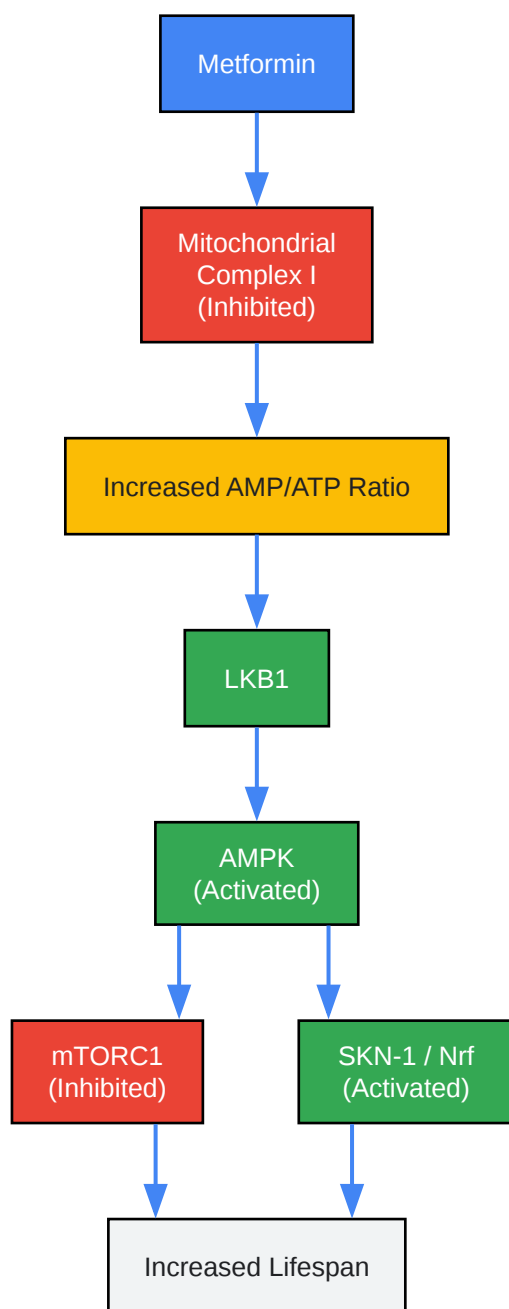 Metformin
Mitochondrial
Complex I
(Inhibited)
Increased AMP/ATP Ratio
LKB1
AMPK
(Activated)
mTORC1
(Inhibited)
SKN-1 / Nrf
(Activated)
Increased Lifespan